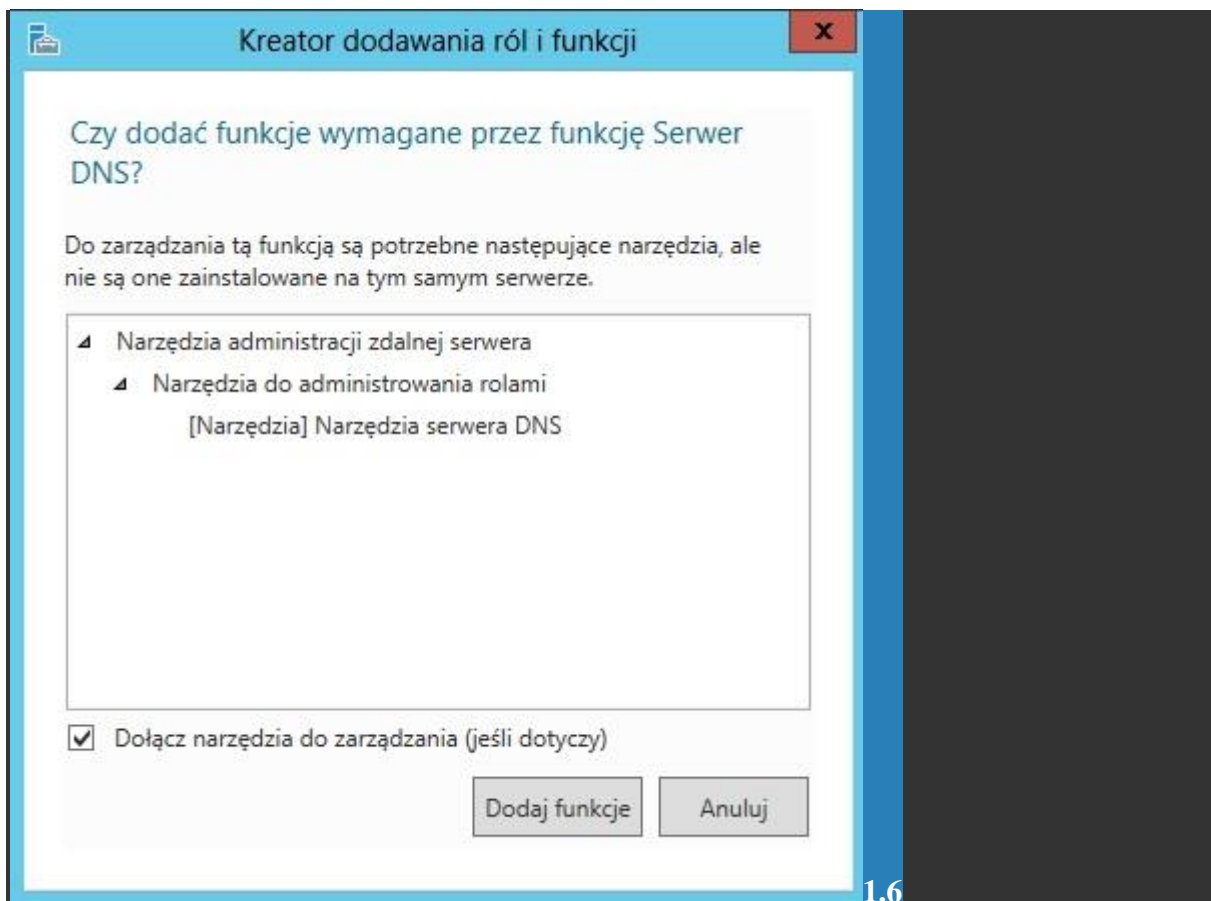 Kreator dodawania ról i funkcji
x
Czy dodać funkcje wymagane przez funkcję Serwer
DNS?
Do zarządzania tą funkcją są potrzebne następujące narzędzia, ale
nie są one zainstalowane na tym samym serwerze.
Narzędzia administracji zdalnej serwera
Narzędzia do administrowania rolami
[Narzędzia] Narzędzia serwera DNS
Dołącz narzędzia do zarządzania (jeśli dotyczy)
Dodaj funkcje
Anuluj
1.6